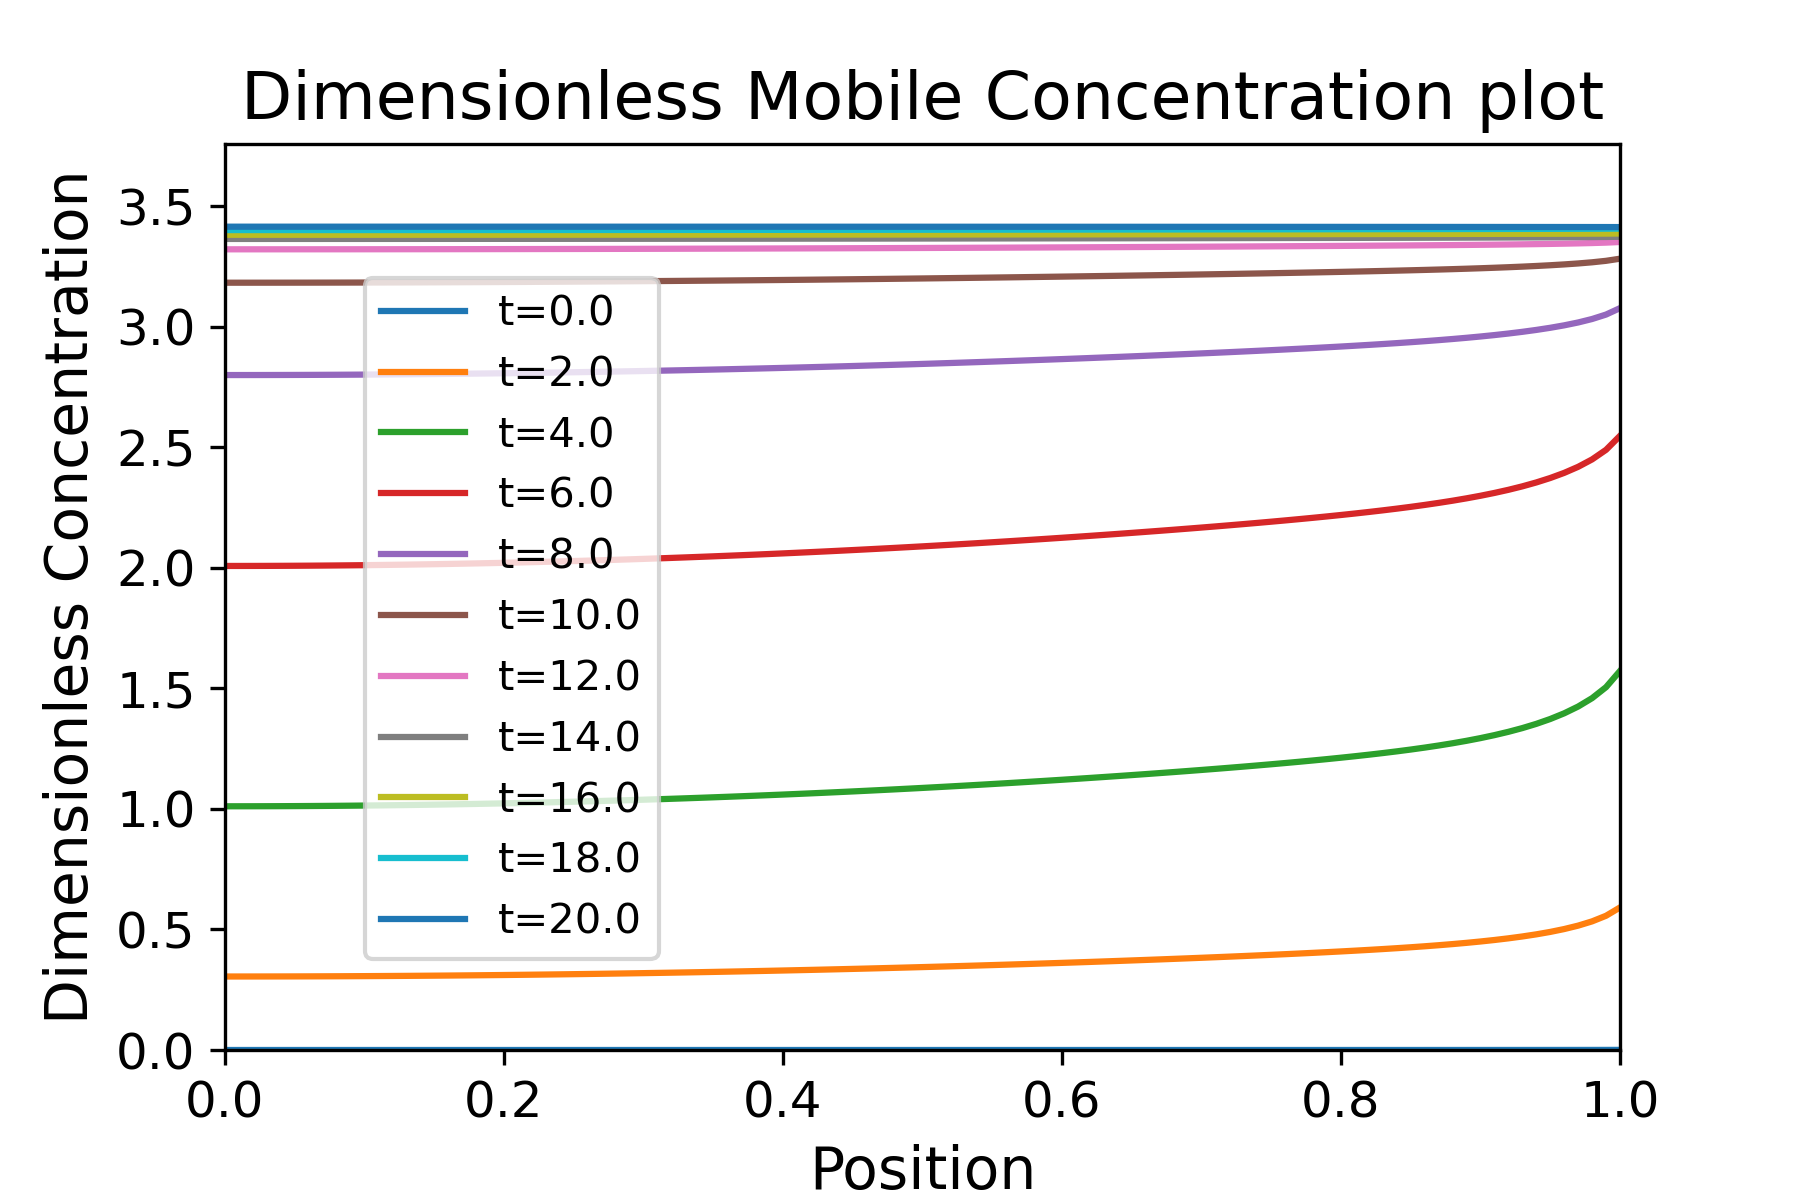 Dimensionless Mobile Concentration plot
Dimensionless Concentration
3.5
3.0
2.5
2.0
1.5
1.0
0.5
0.0
t=0.0
t=2.0
t=4.0
t=6.0
t=8.0
t=10.0
t=12.0
t=14.0
t=16.0
t=18.0
t=20.0
0.0 0.2 0.4 0.6 0.8 1.0
Position